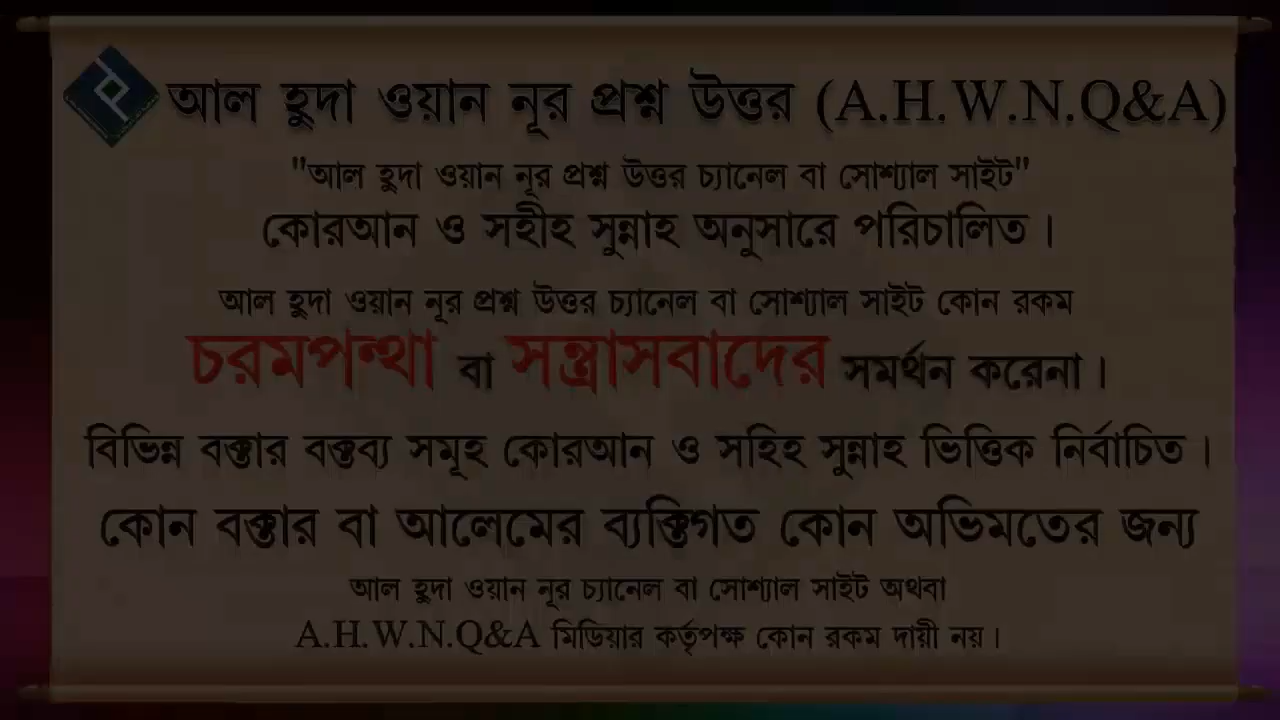 আল হুদা ওয়ান নূর প্রশ্ন উত্তর (A.H.W.N.Q&A)
"আল হুদা ওয়ান নূর প্রশ্ন উত্তর চ্যানেল বা সোশ্যাল সাইট"
কোরআন ও সহীহ সুন্নাহ অনুসারে পরিচালিত।
আল হুদা ওয়ান নূর প্রশ্ন উত্তর চ্যানেল বা সোশ্যাল সাইট কোন রকম
চরমপন্থা বা সন্ত্রাসবাদের সমর্থন করেনা।
বিভিন্ন বক্তার বক্তব্য সমূহ কোরআন ও সহিহ সুন্নাহ ভিত্তিক নির্বাচিত।
কোন বক্তার বা আলেমের ব্যক্তিগত কোন অভিমতের জন্য
আল হুদা ওয়ান নূর চ্যানেল বা সোশ্যাল সাইট অথবা
A.H.W.N.Q&A মিডিয়ার কর্তৃপক্ষ কোন রকম দায়ী নয়।